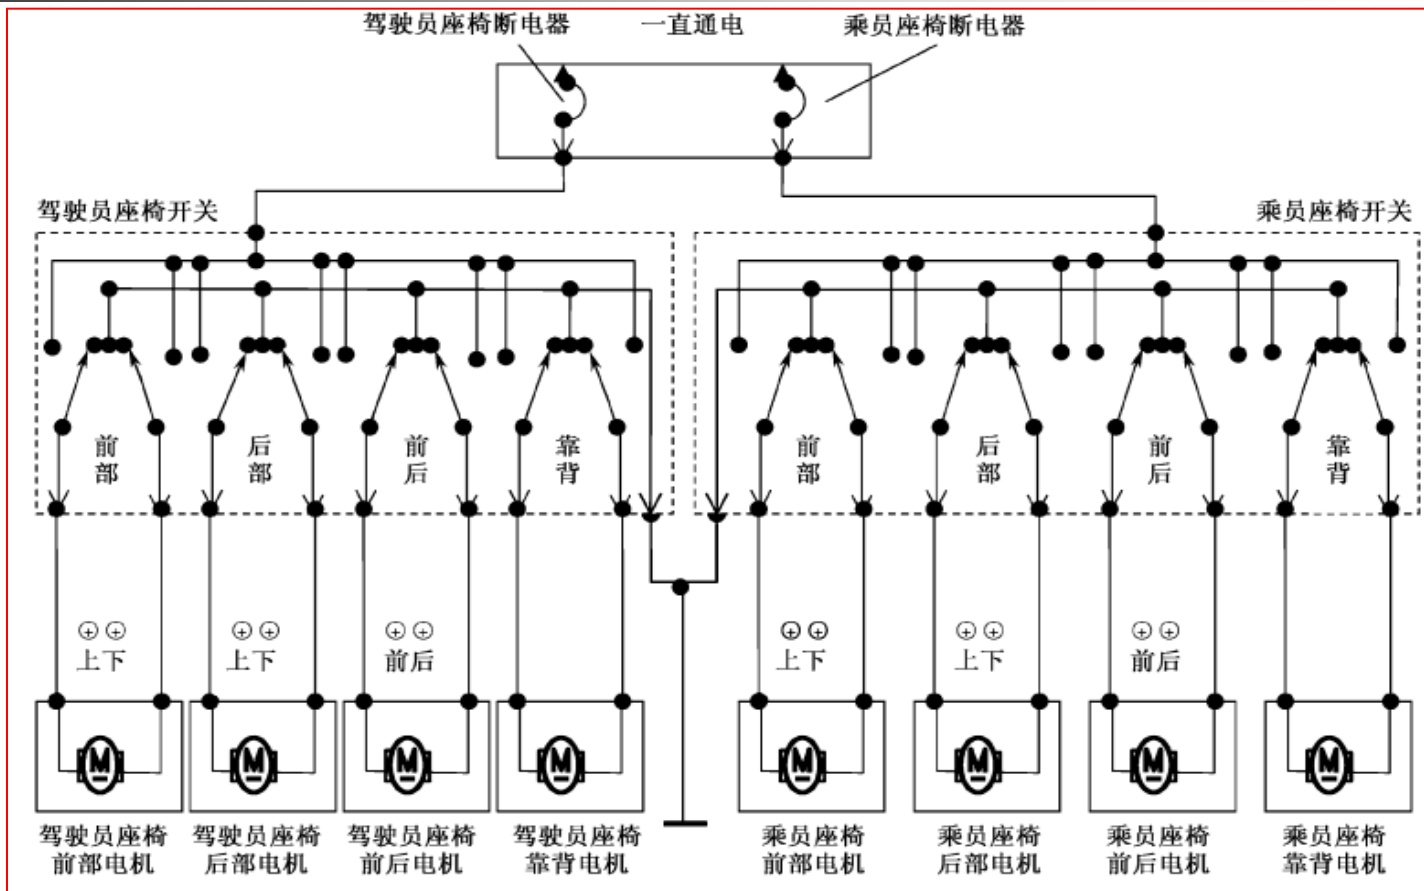 驾驶员座椅断电器
一直通电
乘员座椅断电器
驾驶员座椅开关
乘员座椅开关
前部
后部
前后
靠背
前部
后部
前后
靠背
上下
上下
前后
上下
上下
前后
M
M
M
M
M
M
M
M
驾驶员座椅
前部电机
驾驶员座椅
后部电机
驾驶员座椅
前后电机
驾驶员座椅
靠背电机
乘员座椅
前部电机
乘员座椅
后部电机
乘员座椅
前后电机
乘员座椅
靠背电机